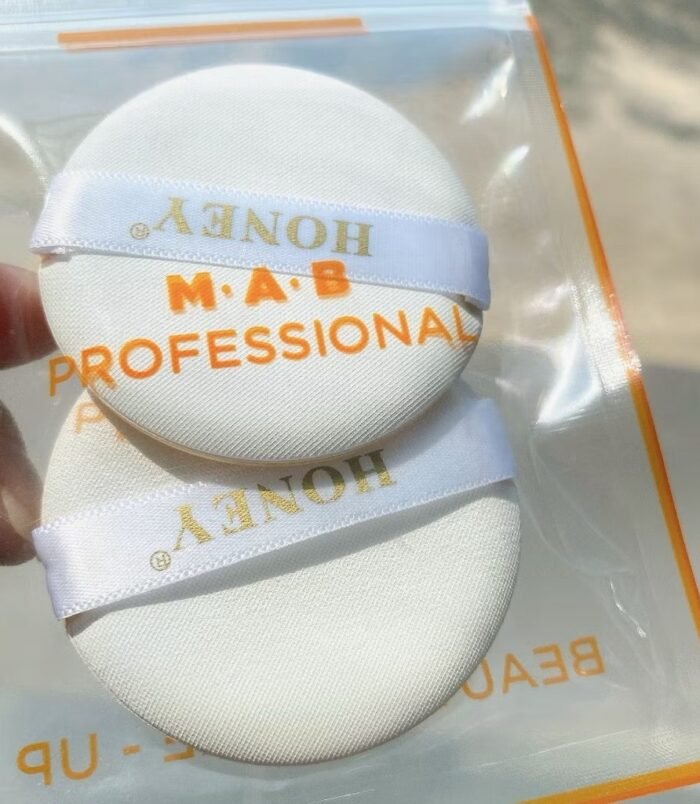 HONEY®
M·A·B
PROFESSIONAL
HONEY®
BEAU
E - UP